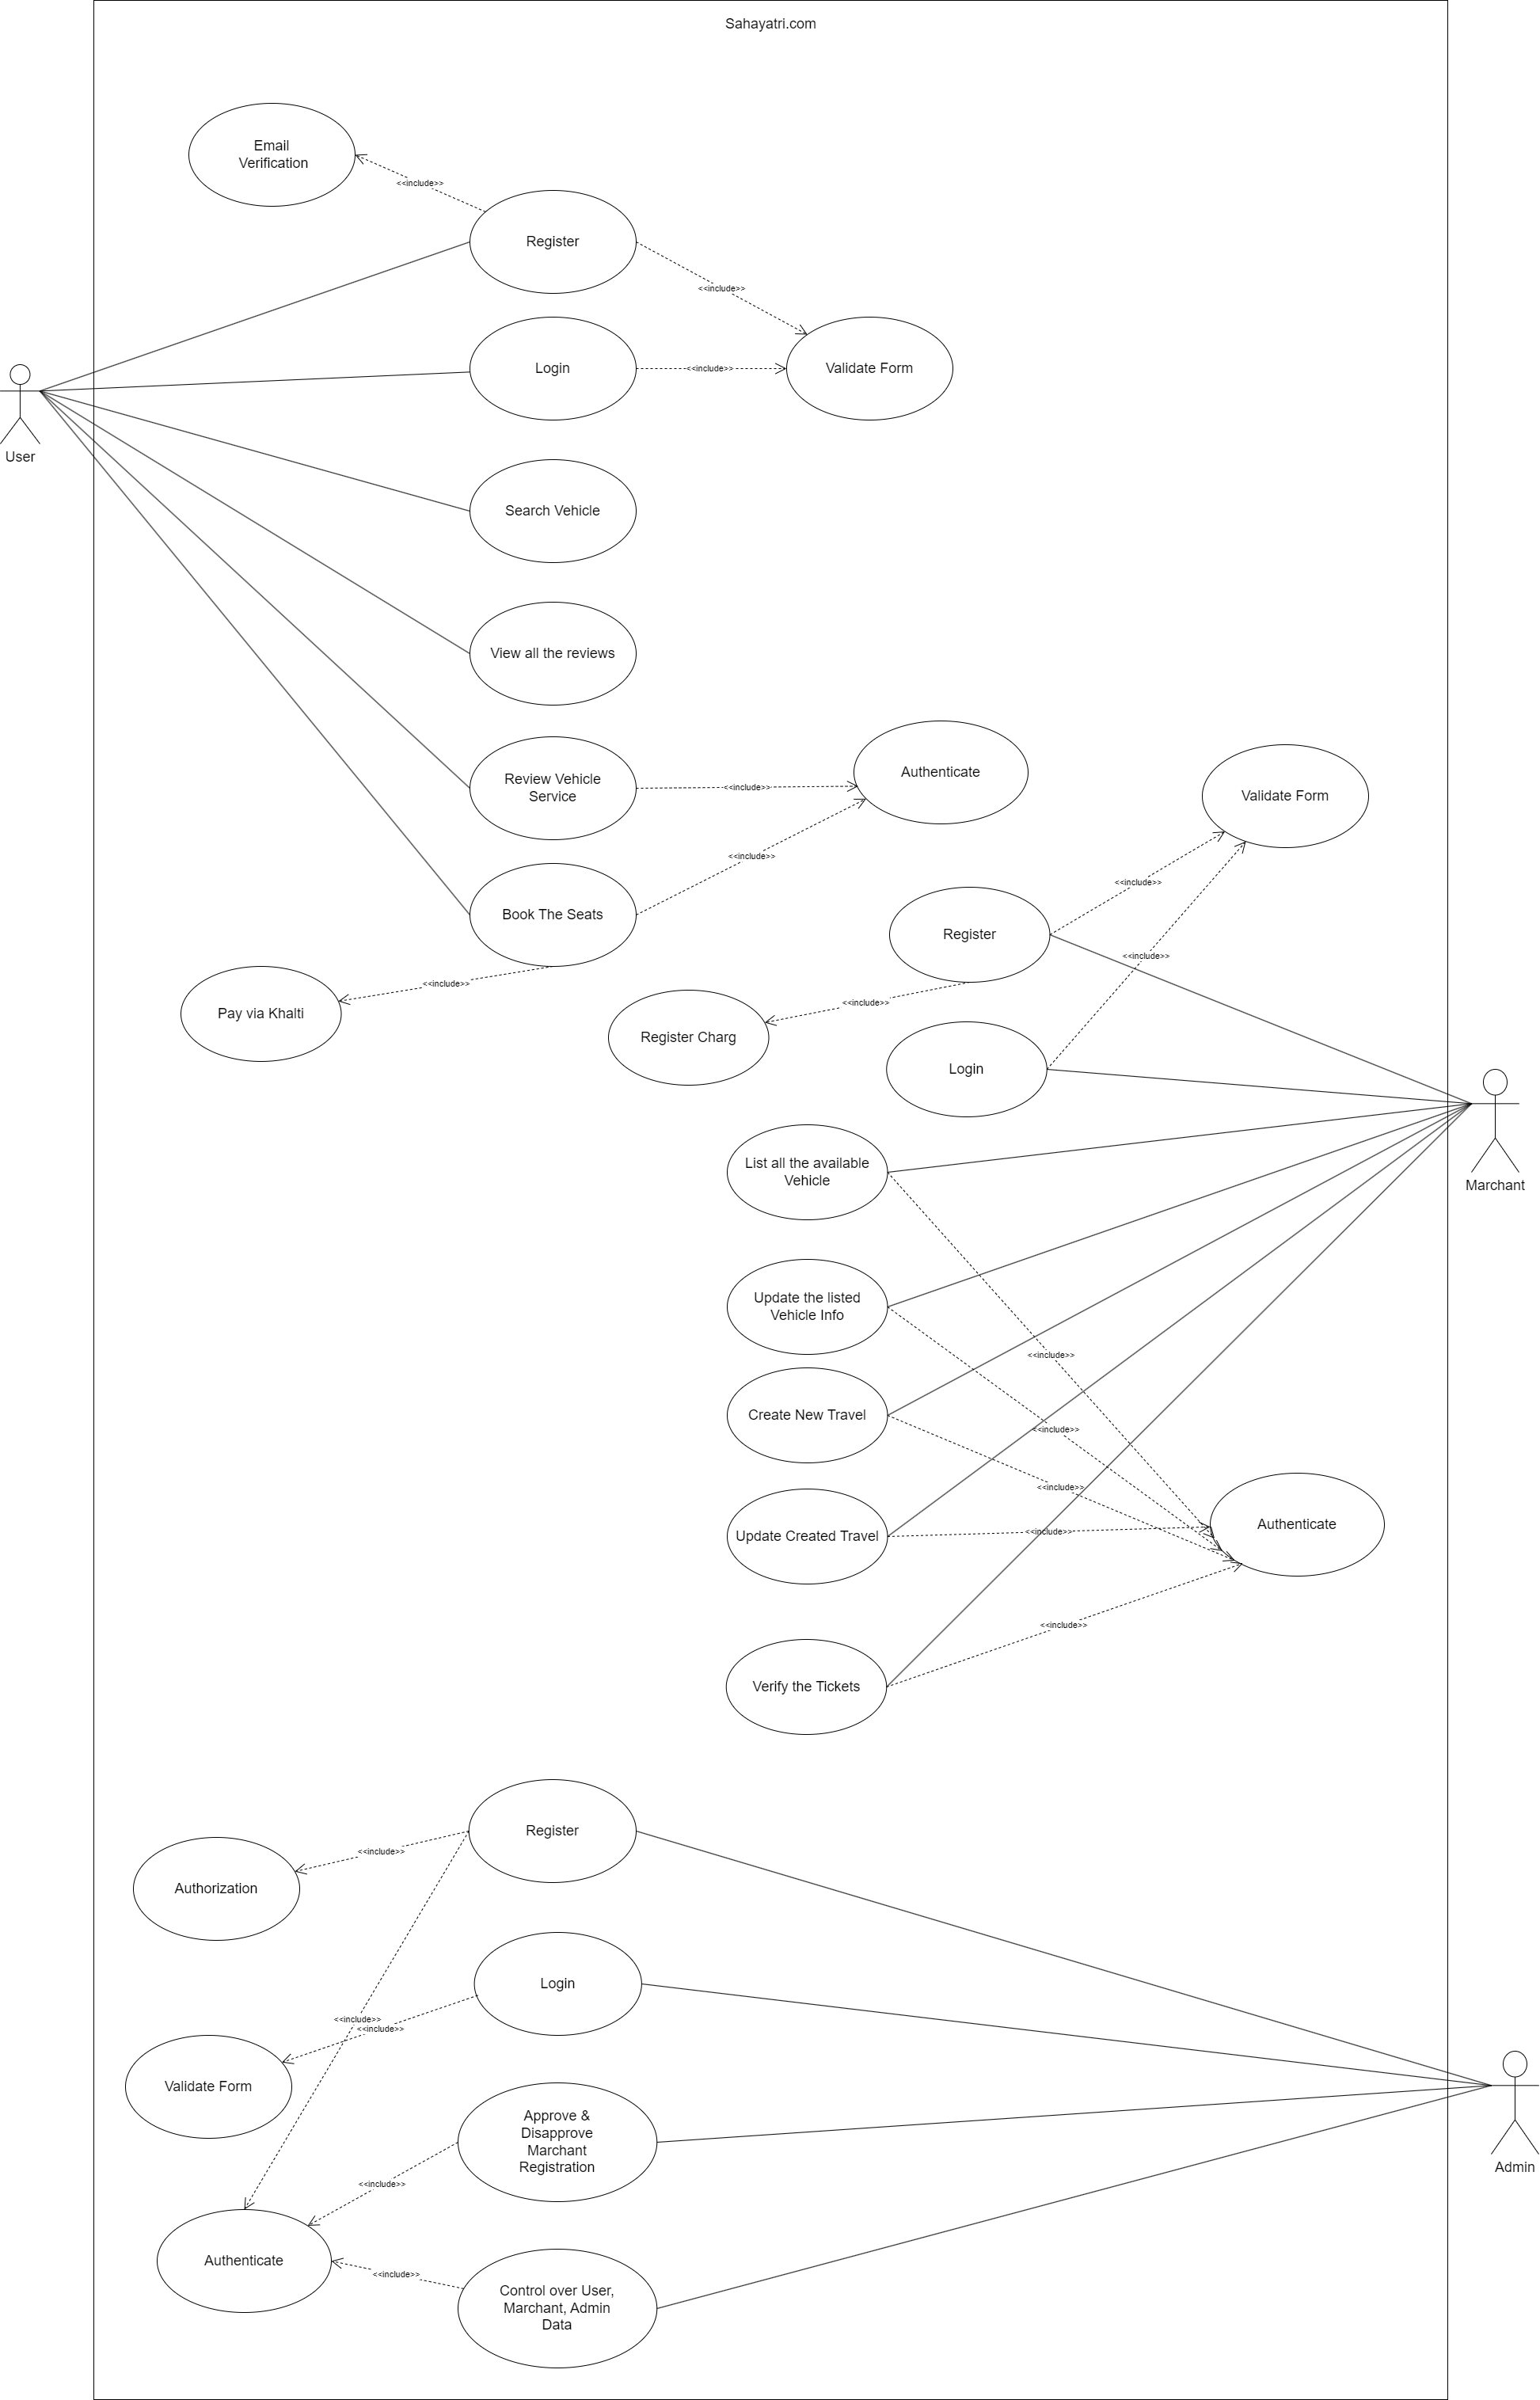 Sahayatri.com
Email
Verification
<<include>>
Register
<<include>>
Login
<<include>>
Validate Form
User
Search Vehicle
View all the reviews
Review Vehicle
Service
<<include>>
Authenticate
Validate Form
<<include>>
Book The Seats
<<include>>
Register
<<include>>
<<include>>
Pay via Khalti
<<include>>
Register Charg
Login
Marchant
List all the available
Vehicle
Update the listed
Vehicle Info
<<include>>
Create New Travel
<<include>>
<<include>>
Update Created Travel
<<include>>
Authenticate
<<include>>
Verify the Tickets
Register
<<include>>
Authorization
Login
<<include>>
<<include>>
Validate Form
Approve &
Disapprove
Marchant
Registration
<<include>>
Admin
Authenticate
<<include>>
Control over User,
Marchant, Admin
Data